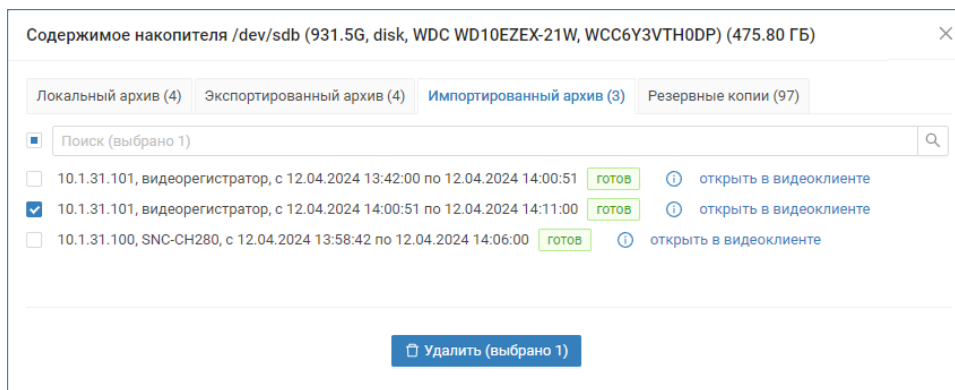 Содержимое накопителя /dev/sdb (931.5G, disk, WDC WD10EZEX-21W, WCC6Y3VTH0DP) (475.80 ГБ)
Локальный архив (4) Экспортированный архив (4) Импортированный архив (3) Резервные копии (97)
Поиск (выбрано 1)
10.1.31.101, видеорегистратор, с 12.04.2024 13:42:00 по 12.04.2024 14:00:51 готов открыть в видеоклиенте
10.1.31.101, видеорегистратор, с 12.04.2024 14:00:51 по 12.04.2024 14:11:00 готов открыть в видеоклиенте
10.1.31.100, SNC-CH280, с 12.04.2024 13:58:42 по 12.04.2024 14:06:00 готов открыть в видеоклиенте
Удалить (выбрано 1)